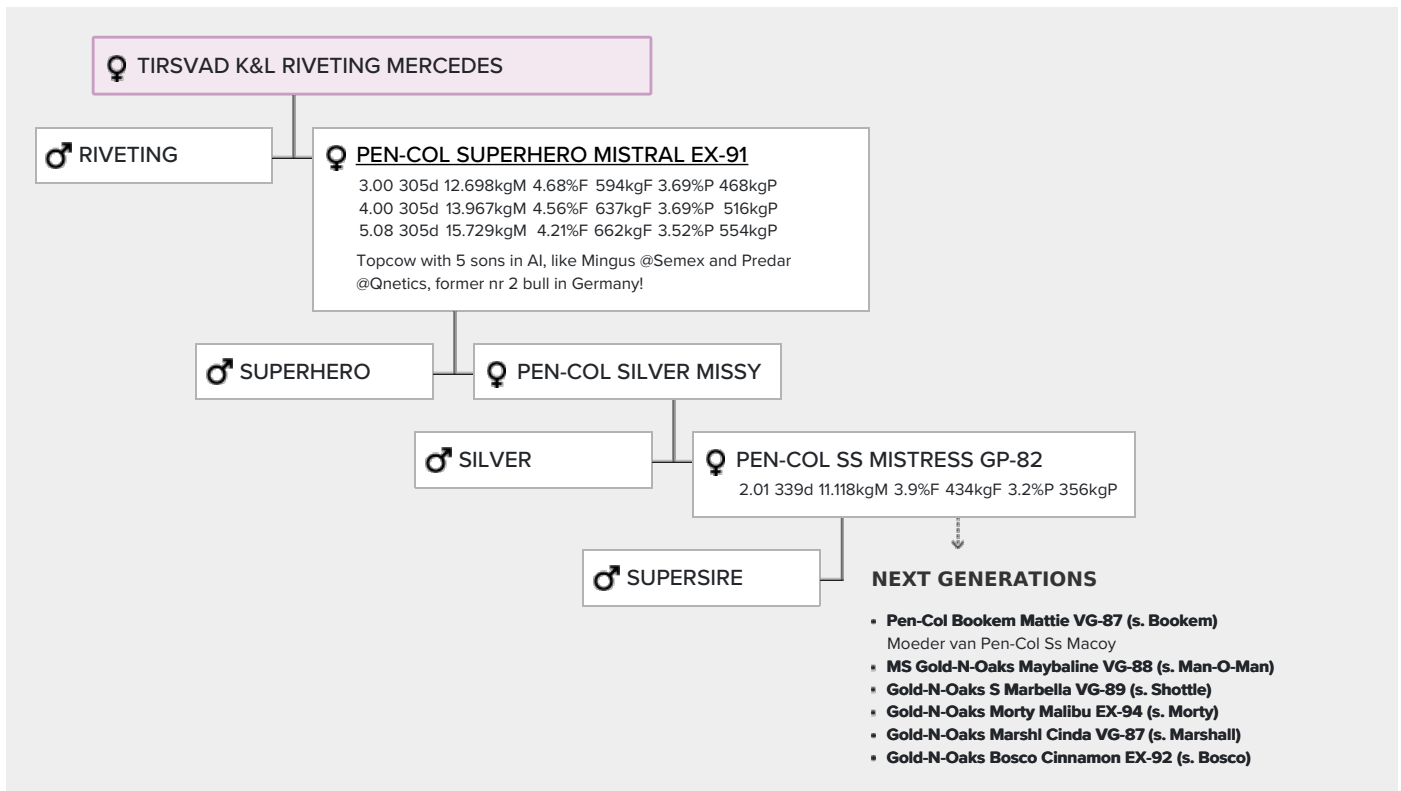 TIRSVAD K&L RIVETING MERCEDES
RIVETING
PEN-COL SUPERHERO MISTRAL EX-91
3.00 305d 12.698kgM 4.68%F 594kgF 3.69%P 468kgP
4.00 305d 13.967kgM 4.56%F 637kgF 3.69%P 516kgP
5.08 305d 15.729kgM 4.21%F 662kgF 3.52%P 554kgP
Topcow with 5 sons in AI, like Mingus @Semex and Predar
@Qnetics, former nr 2 bull in Germany!
SUPERHERO
PEN-COL SILVER MISSY
SILVER
PEN-COL SS MISTRESS GP-82
2.01 339d 11.118kgM 3.9%F 434kgF 3.2%P 356kgP
SUPERSIRE
NEXT GENERATIONS
Pen-Col Bookem Mattie VG-87 (s. Bookem)
Moeder van Pen-Col Ss Macoy
MS Gold-N-Oaks Maybaline VG-88 (s. Man-O-Man)
Gold-N-Oaks S Marbella VG-89 (s. Shottle)
Gold-N-Oaks Morty Malibu EX-94 (s. Morty)
Gold-N-Oaks Marshl Cinda VG-87 (s. Marshall)
Gold-N-Oaks Bosco Cinnamon EX-92 (s. Bosco)